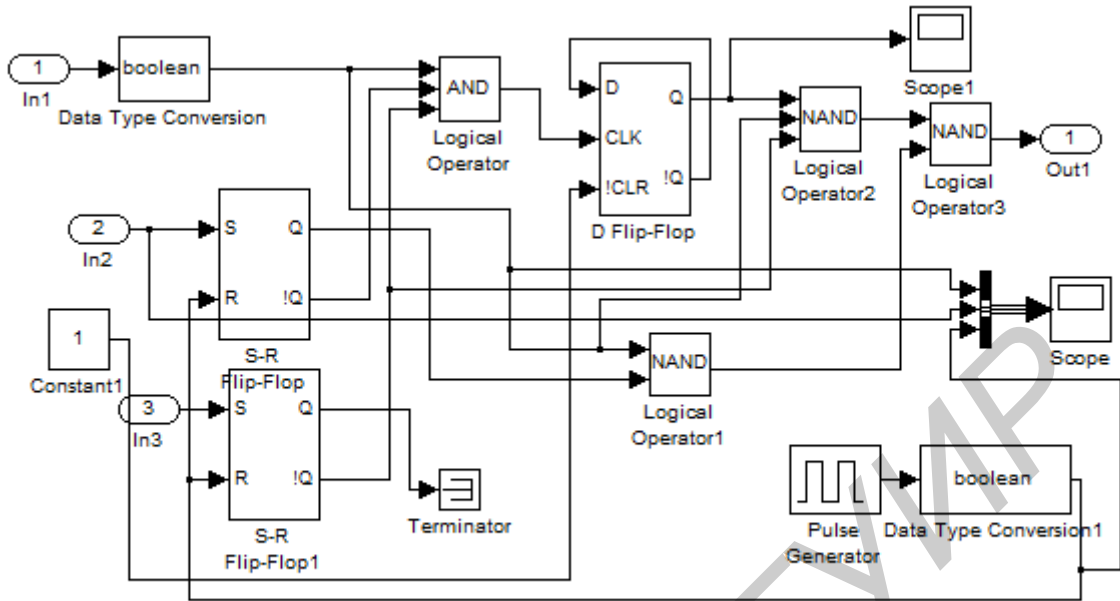 1
In1
boolean
Data Type Conversion
AND
Logical
Operator
D
CLK
!CLR
Q
!Q
D Flip-Flop
Scope1
NAND
Logical
Operator2
NAND
Logical
Operator3
1
Out1
2
In2
S
R
Q
!Q
S-R
Flip-Flop
1
Constant1
3
In3
S
R
Q
!Q
S-R
Flip-Flop1
Terminator
NAND
Logical
Operator1
Scope
Pulse
Generator
boolean
Data Type Conversion1
УИР